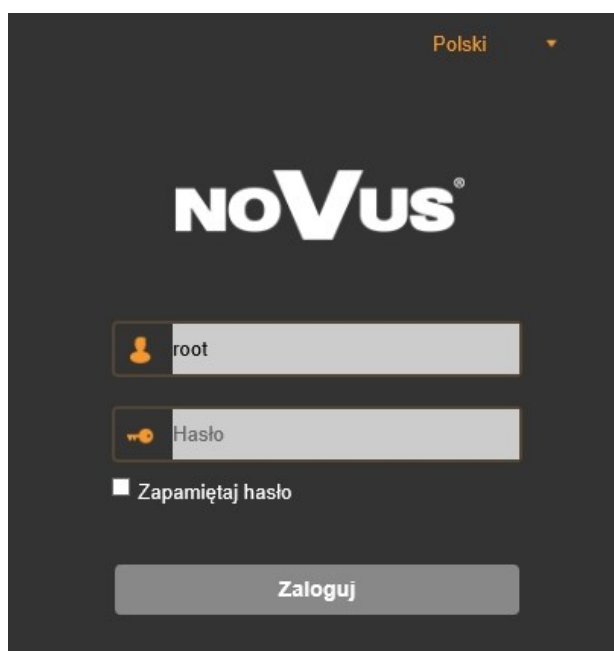 Polski
NOVUS®
root
Hasło
Zapamiętaj hasło
Zaloguj